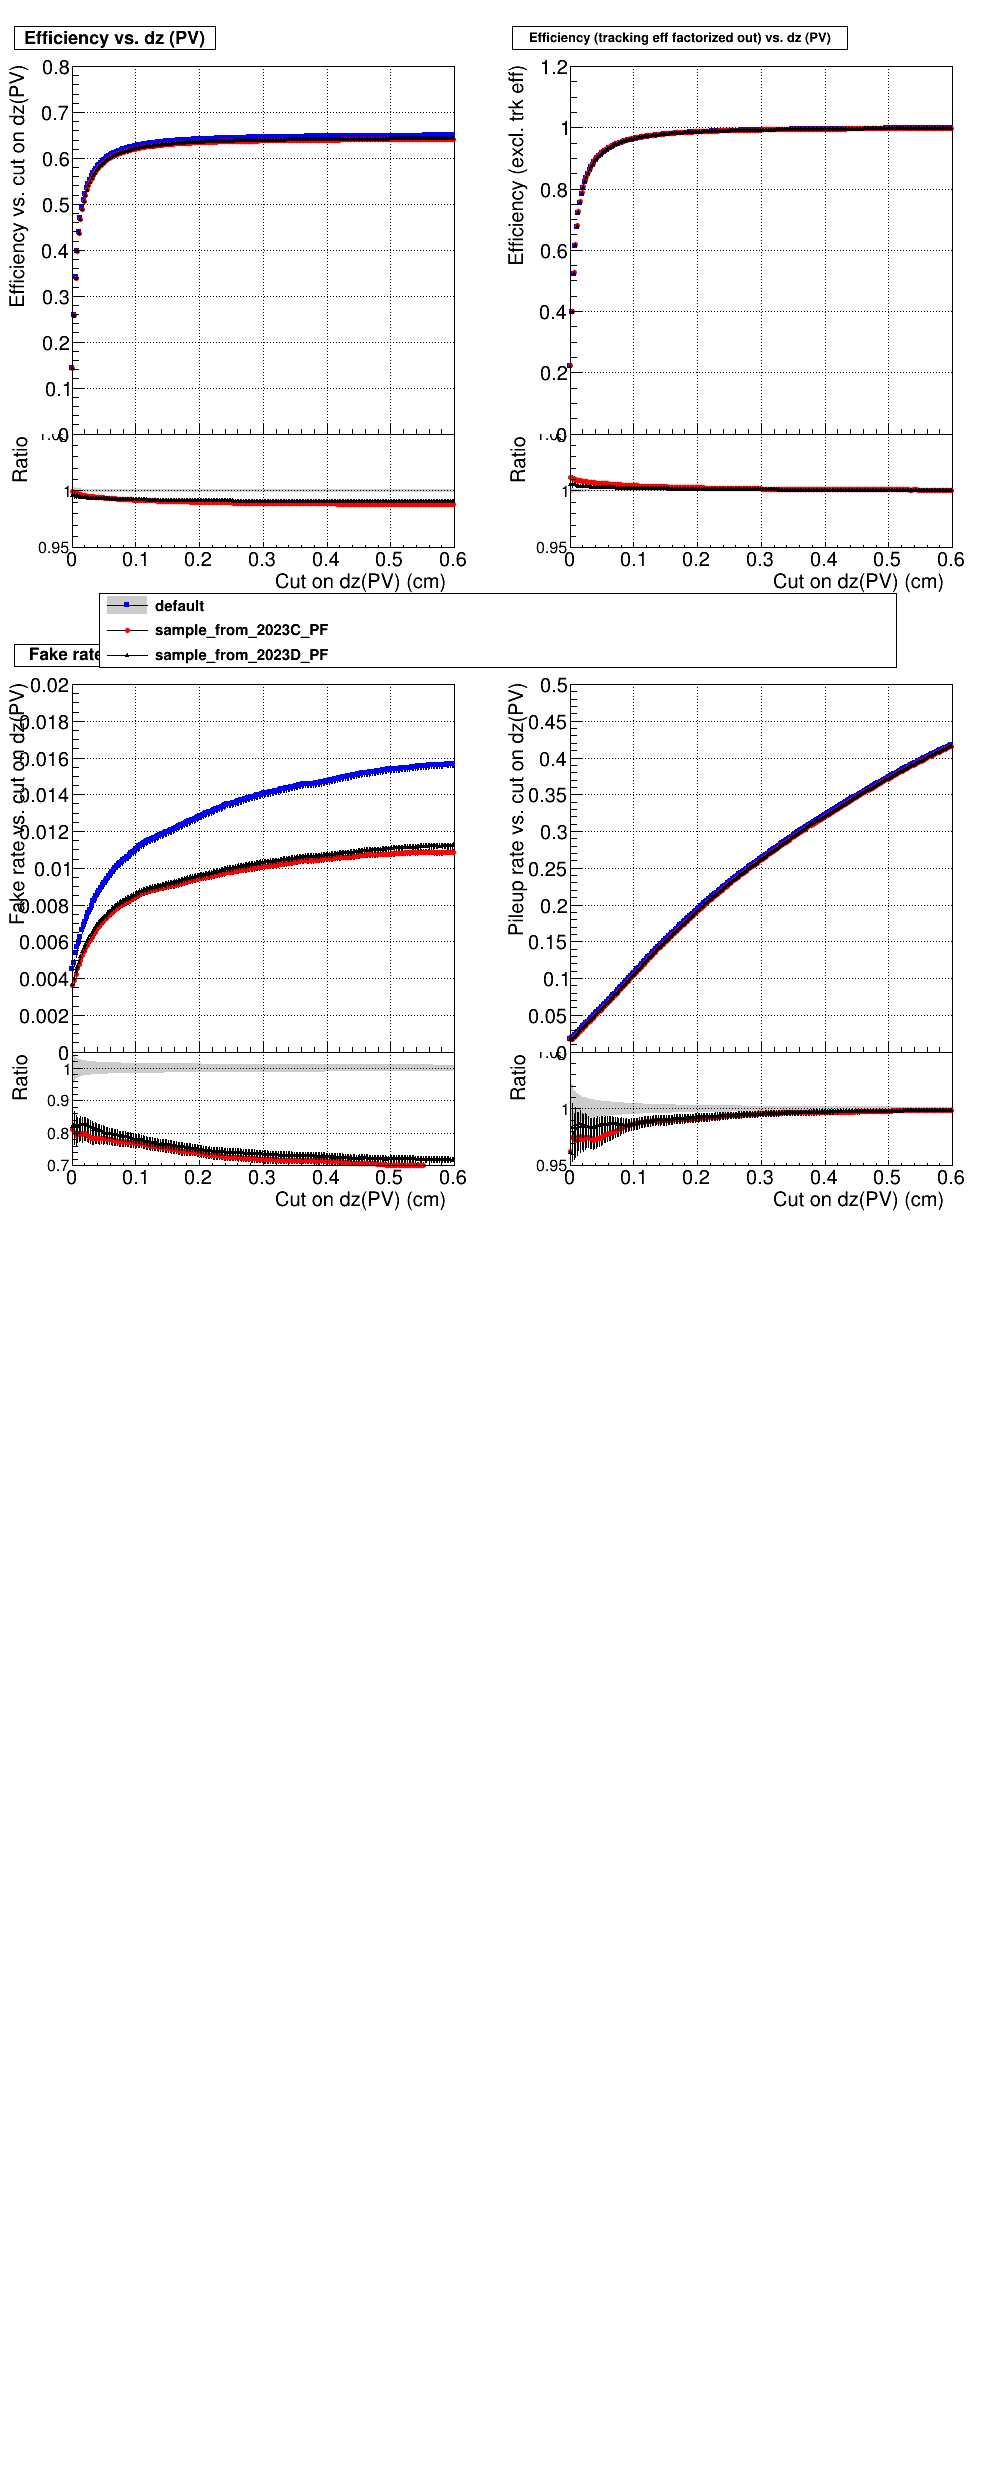 Efficiency vs. dz (PV)
Efficiency vs. cut on dz(PV)
0.8
0.7
0.6
0.5
0.4
0.3
0.2
0.1
0
Ratio
1
0.95
0 0.1 0.2 0.3 0.4 0.5 0.6
Cut on dz(PV) (cm)
Efficiency (tracking eff factorized out) vs. dz (PV)
Efficiency (excl. trk eff)
1.2
1
0.8
0.6
0.4
0.2
0
Ratio
1
0.95
0 0.1 0.2 0.3 0.4 0.5 0.6
Cut on dz(PV) (cm)
default
sample_from_2023C_PF
sample_from_2023D_PF
Fake rate
Fake rate vs. cut on dz(PV)
0.02
0.018
0.016
0.014
0.012
0.01
0.008
0.006
0.004
0.002
0
Ratio
1
0.9
0.8
0.7
0 0.1 0.2 0.3 0.4 0.5 0.6
Cut on dz(PV) (cm)
Pileup rate vs. cut on dz(PV)
0.5
0.45
0.4
0.35
0.3
0.25
0.2
0.15
0.1
0.05
0
Ratio
1
0.95
0 0.1 0.2 0.3 0.4 0.5 0.6
Cut on dz(PV) (cm)